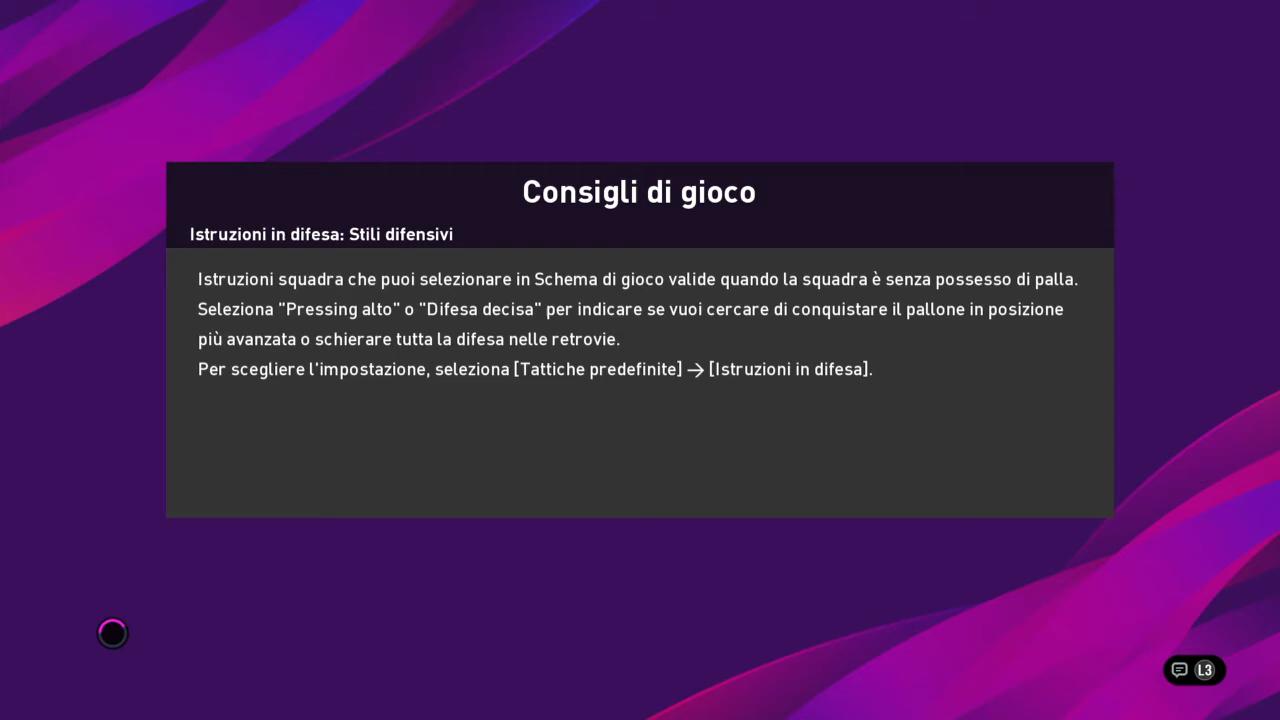 Consigli di gioco
Istruzioni in difesa: Stili difensivi
Istruzioni squadra che puoi selezionare in Schema di gioco valide quando la squadra è senza possesso di palla.
Seleziona "Pressing alto" o "Difesa decisa" per indicare se vuoi cercare di conquistare il pallone in posizione
più avanzata o schierare tutta la difesa nelle retrovie.
Per scegliere l'impostazione, seleziona [Tattiche predefinite] → [Istruzioni in difesa].
L3